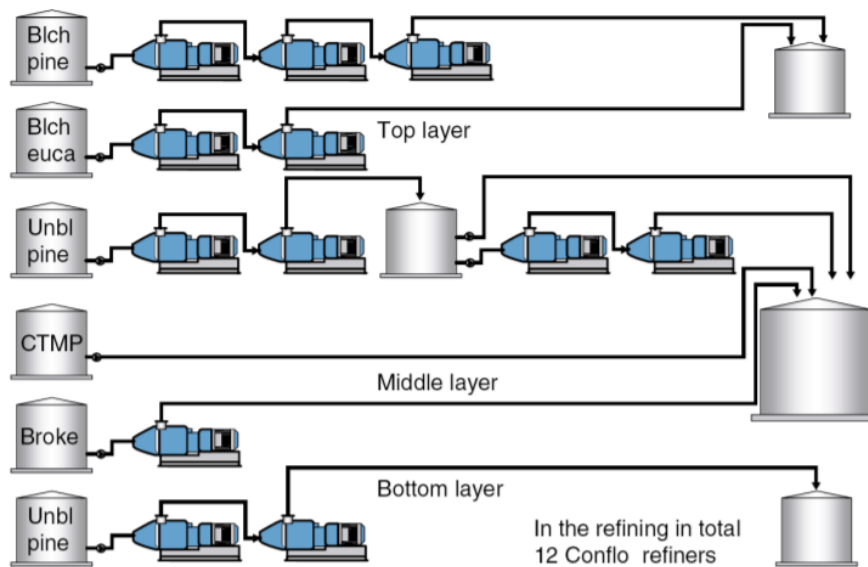 Blch
pine
Blch
euca
Top layer
Unbl
pine
CTMP
Middle layer
Broke
Bottom layer
Unbl
pine
In the refining in total
12 Conflo refiners